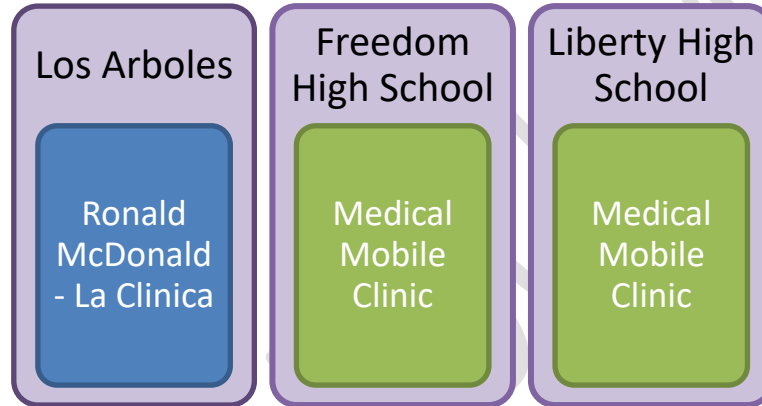 Los Arboles
Ronald
McDonald
- La Clinica
Freedom
High School
Medical
Mobile
Clinic
Liberty High
School
Medical
Mobile
Clinic